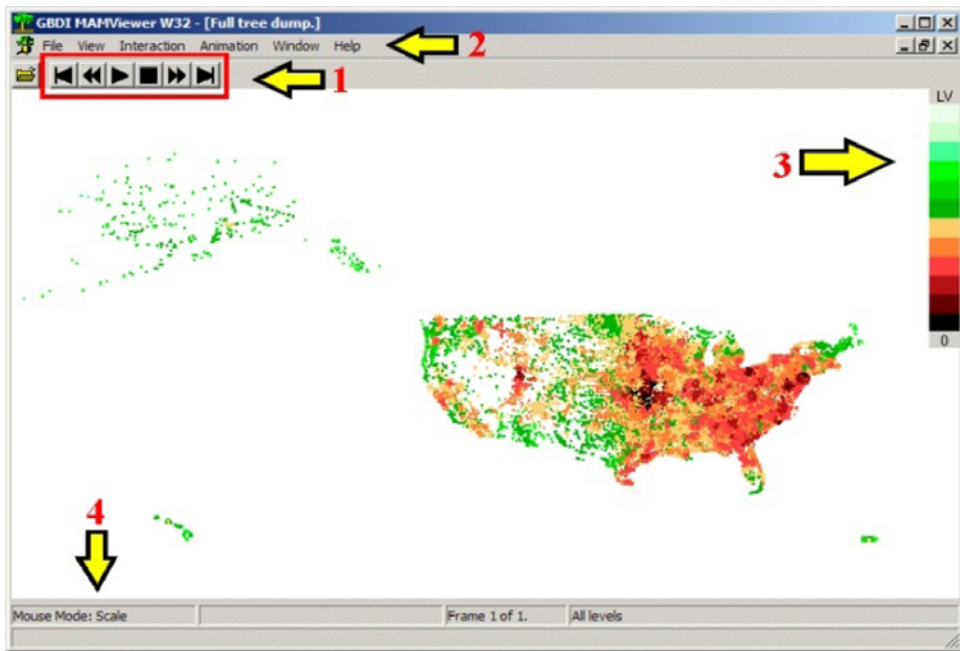 GBDI MAMViewer W32 - [Full tree dump.]
File View Interaction Animation Window Help
2
1
LV
3
0
4
Mouse Mode: Scale Frame 1 of 1. All levels